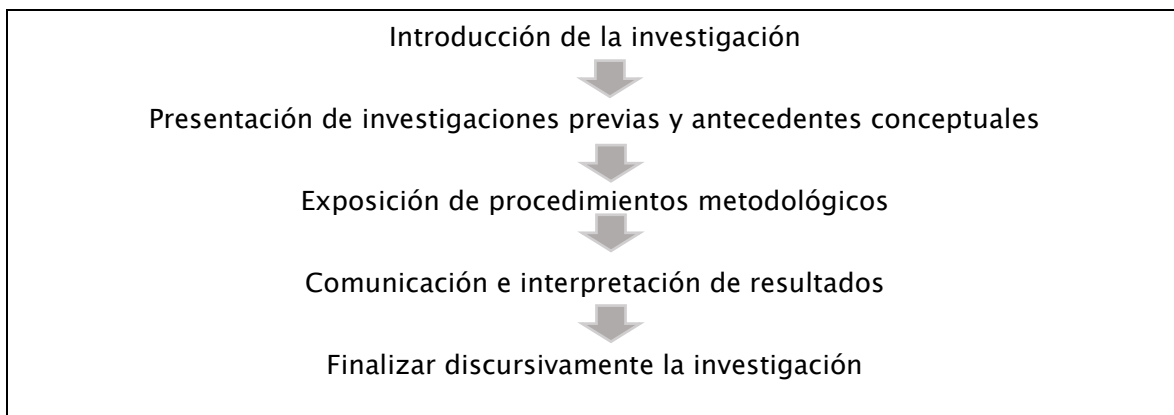 Introducción de la investigación
Presentación de investigaciones previas y antecedentes conceptuales
Exposición de procedimientos metodológicos
Comunicación e interpretación de resultados
Finalizar discursivamente la investigación